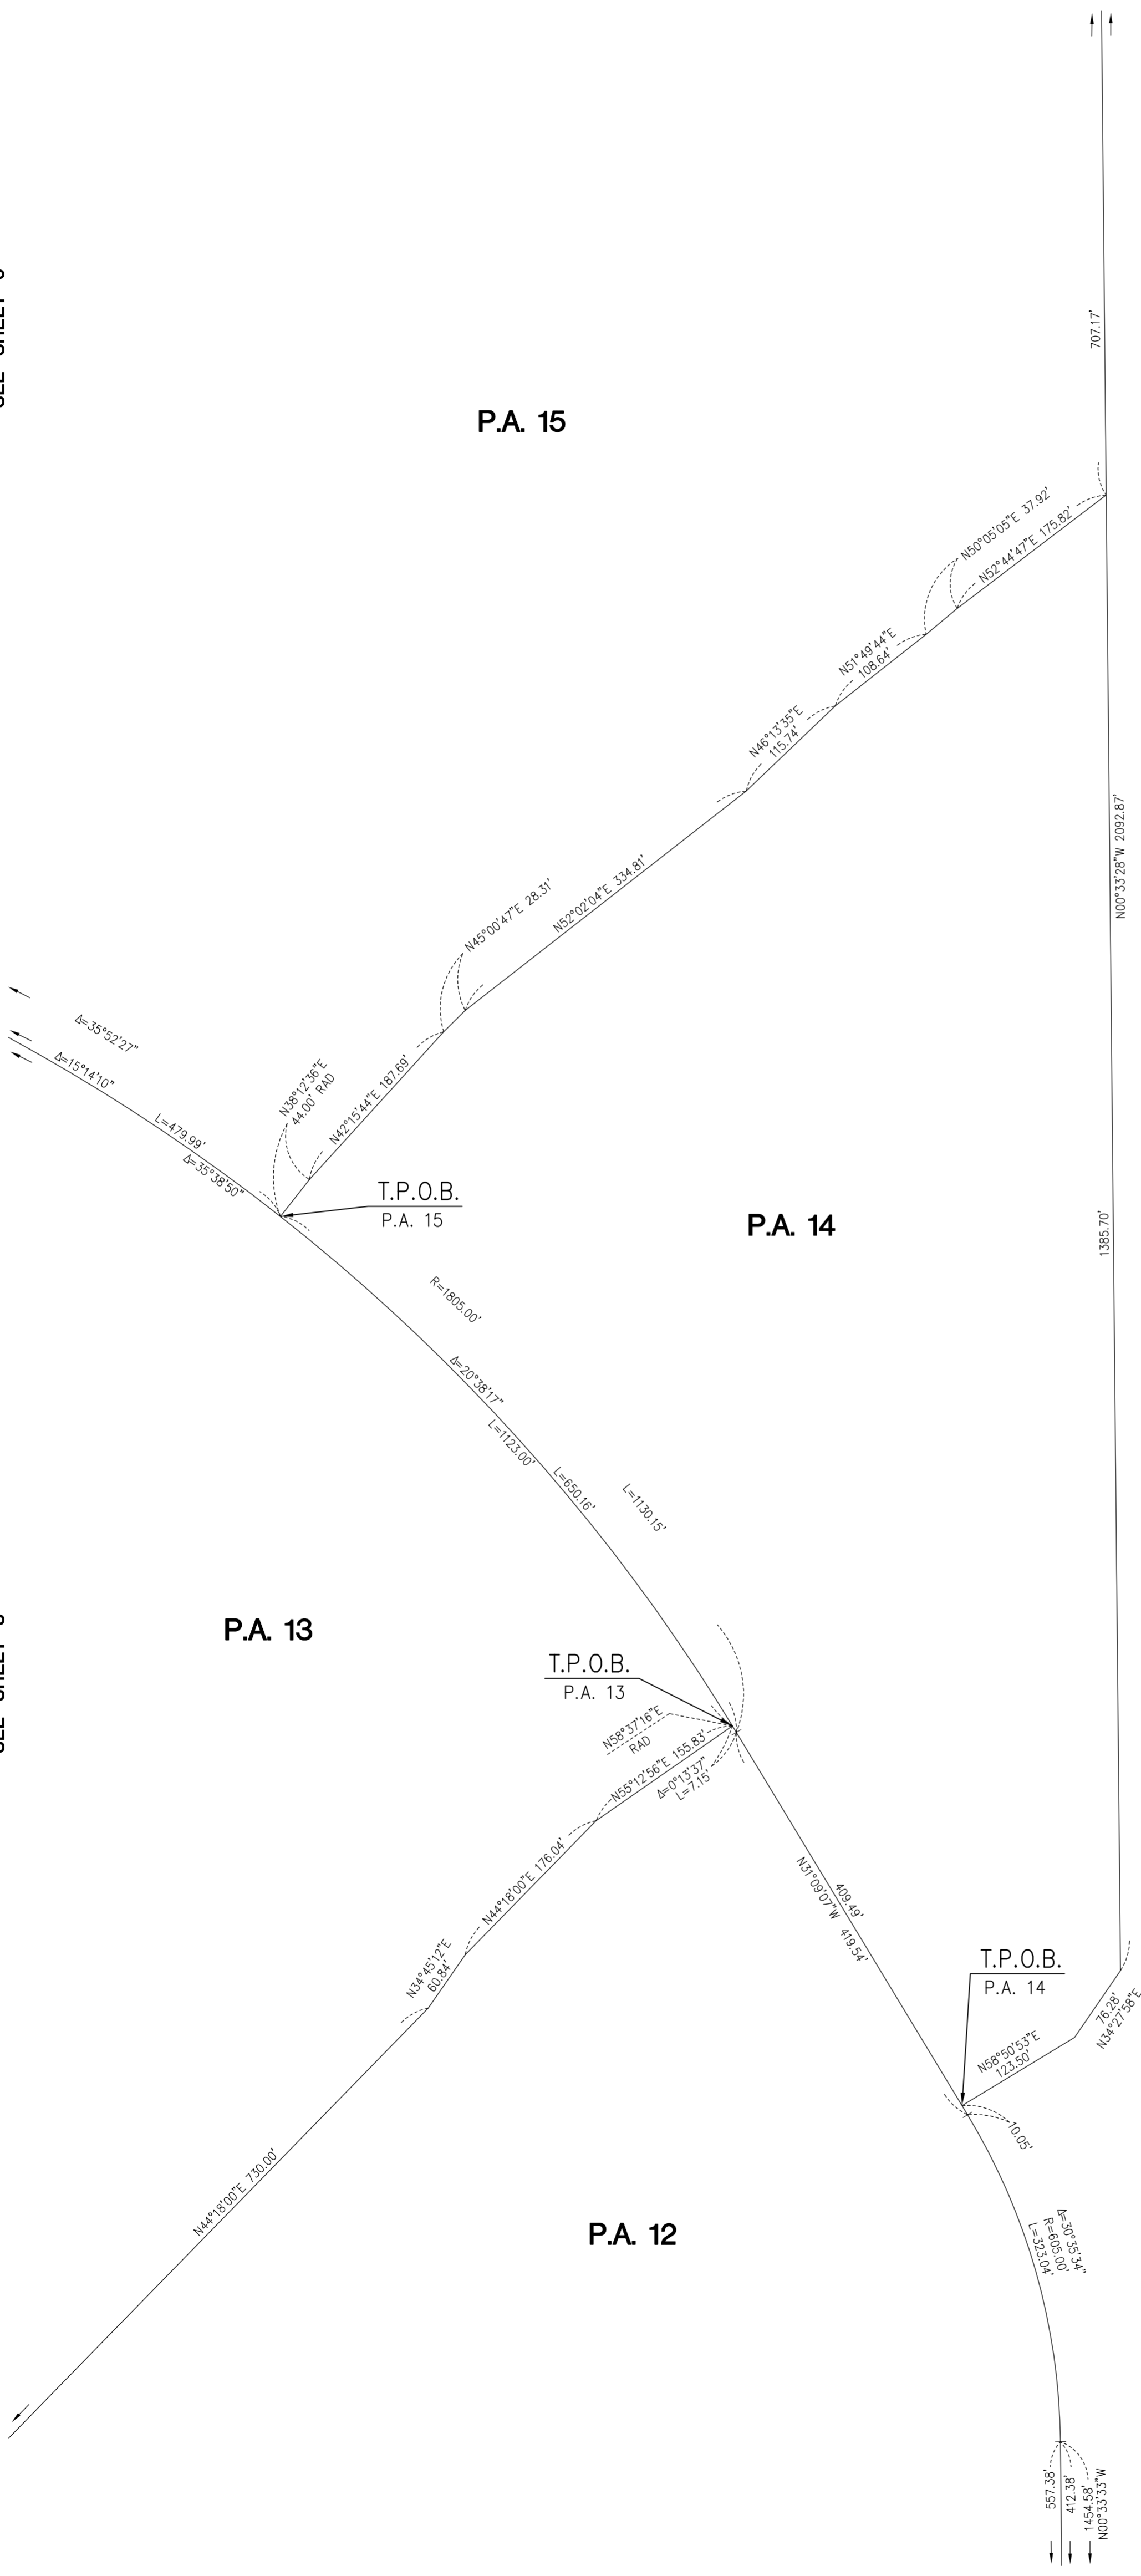 707.17'
P.A. 15
N50°05'05"E 37.92'
N52°44'47"E 175.82'
N51°49'44"E
108.64'
N46°13'35"E
115.74'
N00°33'28"W 2092.87'
N45°00'47"E 28.31'
N52°02'04"E 334.81'
Δ=35°52'27"
Δ=15°14'10"
L=479.99'
Δ=35°38'50"
N38°12'36"E
44.00' RAD
N42°15'44"E 187.69'
T.P.O.B.
P.A. 15
P.A. 14
1385.70'
R=1805.00'
Δ=20°38'17"
L=1123.00'
L=650.16'
L=1130.15'
P.A. 13
T.P.O.B.
P.A. 13
N58°37'16"E
RAD
N55°12'56"E 155.83'
Δ=0°13'37"
L=7.15'
N44°18'00"E 176.04'
409.49'
N31°09'07"W 419.54'
N34°45'12"E
60.84'
T.P.O.B.
P.A. 14
76.28'
N34°27'58"E
N58°50'53"E
123.50'
10.05'
N44°18'00"E 730.00'
P.A. 12
Δ=30°35'34"
R=605.00'
L=323.04'
557.38'
412.38'
1454.58'
N00°33'33"W